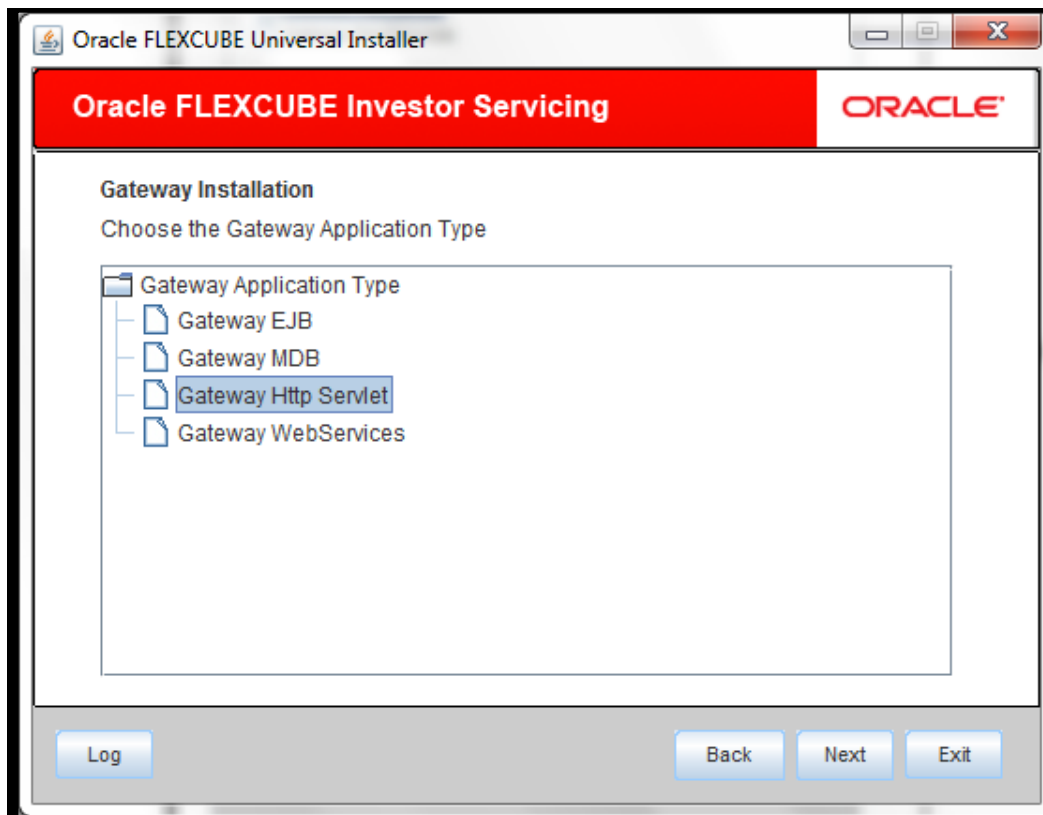 Oracle FLEXCUBE Universal Installer
Oracle FLEXCUBE Investor Servicing
ORACLE
Gateway Installation
Choose the Gateway Application Type
Gateway Application Type
Gateway EJB
Gateway MDB
Gateway Http Servlet
Gateway WebServices
Log Back Next Exit